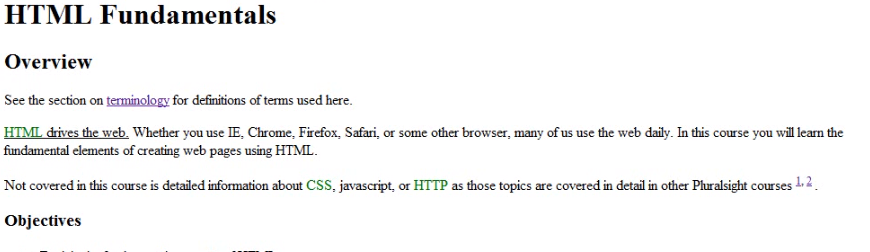 HTML Fundamentals
Overview
See the section on terminology for definitions of terms used here.
HTML drives the web. Whether you use IE, Chrome, Firefox, Safari, or some other browser, many of us use the web daily. In this course you will learn the
fundamental elements of creating web pages using HTML.
Not covered in this course is detailed information about CSS, javascript, or HTTP as those topics are covered in detail in other Pluralsight courses 1, 2 .
Objectives